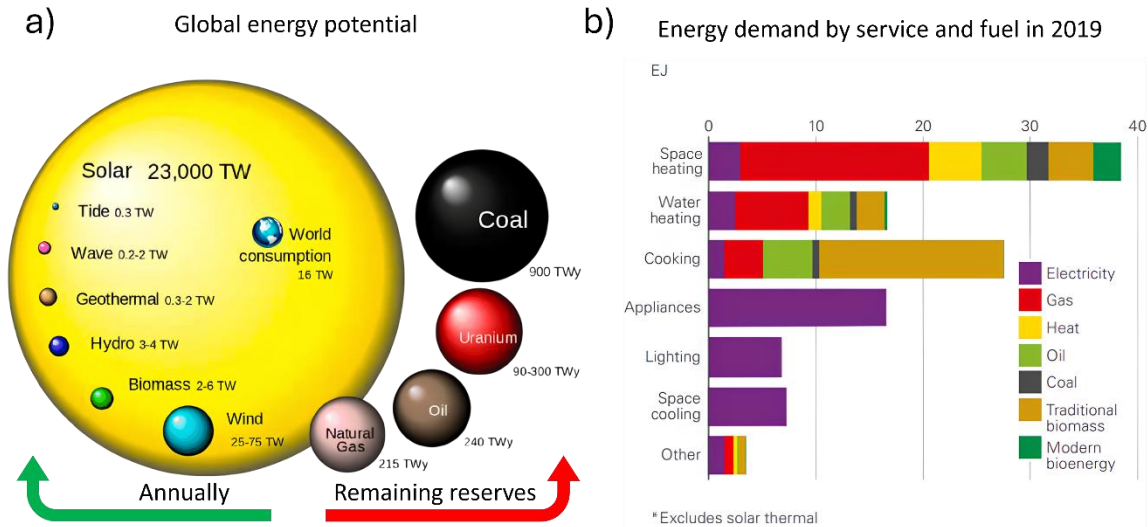 a)
Global energy potential
Solar 23,000 TW
Tide 0.3 TW
Wave 0.2-2 TW
Geothermal 0.3-2 TW
Hydro 3-4 TW
Biomass 2-6 TW
Wind
25-75 TW
World
consumption
16 TW
Coal
900 TWy
Uranium
90-300 TWy
Oil
240 TWy
Natural
Gas
215 TWy
Annually
Remaining reserves
b)
Energy demand by service and fuel in 2019
EJ
0 10 20 30 40
Space
heating
Water
heating
Cooking
Appliances
Lighting
Space
cooling
Other
Electricity
Gas
Heat
Oil
Coal
Traditional
biomass
Modern
bioenergy
* Excludes solar thermal